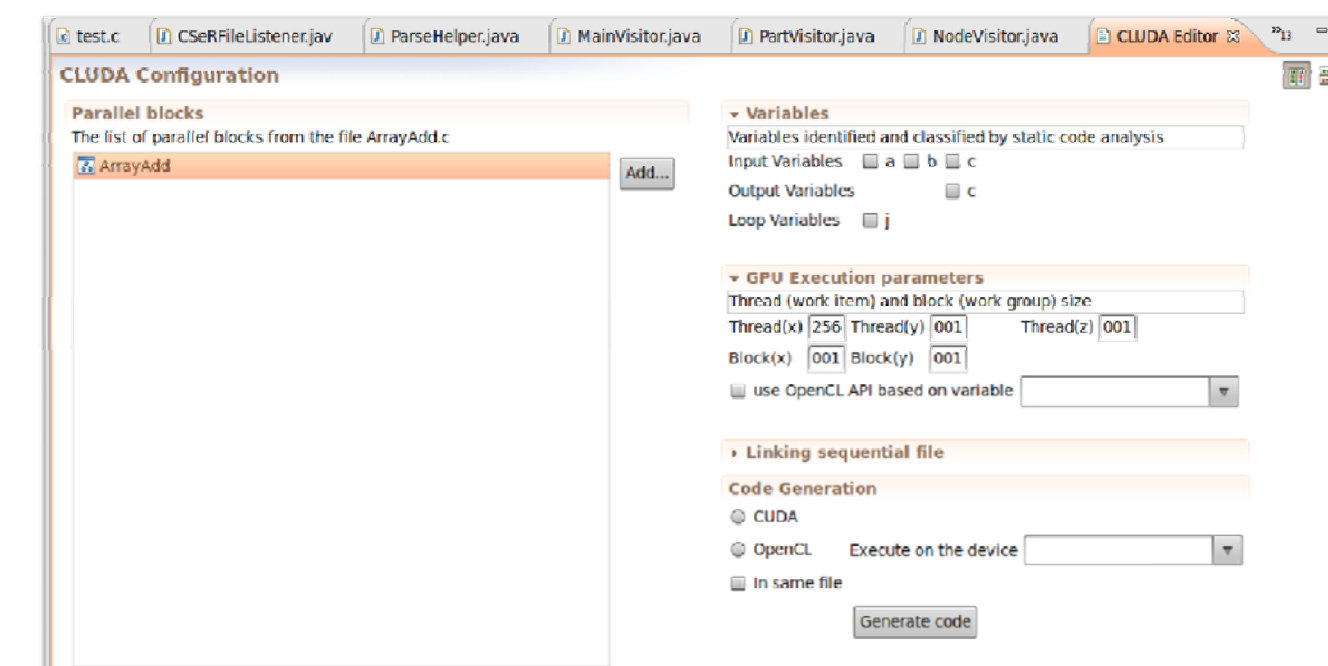 test.c CSeRFileListener.jav ParseHelper.java MainVisitor.java PartVisitor.java NodeVisitor.java CLUDA Editor »13
CLUDA Configuration
Parallel blocks
The list of parallel blocks from the file ArrayAdd.c
ArrayAdd
Add...
Variables
Variables identified and classified by static code analysis
Input Variables a b c
Output Variables c
Loop Variables j
GPU Execution parameters
Thread (work item) and block (work group) size
Thread(x) 256 Thread(y) 001 Thread(z) 001
Block(x) 001 Block(y) 001
use OpenCL API based on variable
Linking sequential file
Code Generation
CUDA
OpenCL Execute on the device
In same file
Generate code